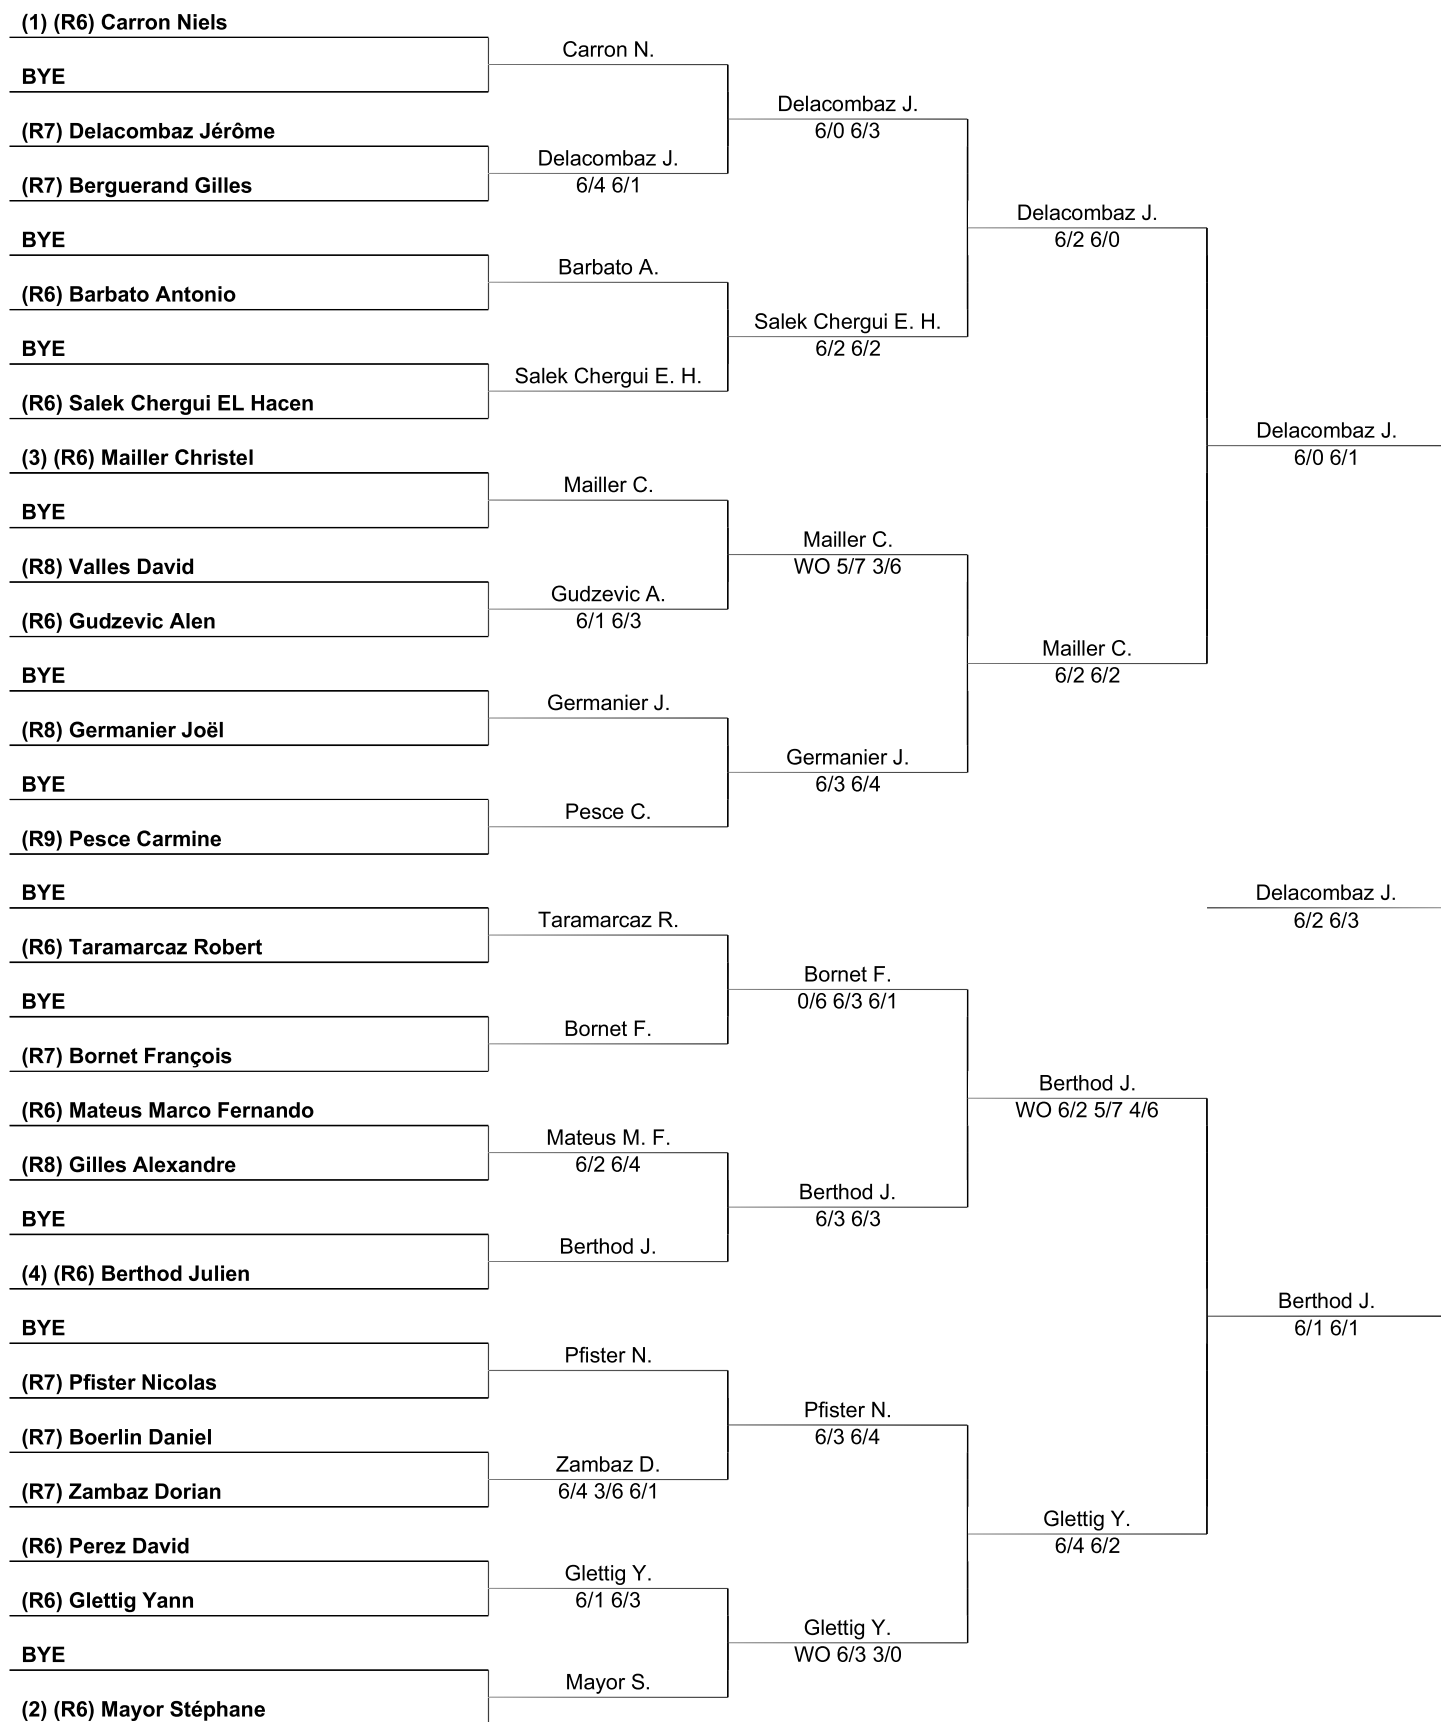 (1) (R6) Carron Niels
Carron N.
BYE
Delacombaz J.
6/0 6/3
(R7) Delacombaz Jérôme
Delacombaz J.
6/4 6/1
(R7) Berguerand Gilles
Delacombaz J.
6/2 6/0
BYE
Barbato A.
(R6) Barbato Antonio
Salek Chergui E. H.
6/2 6/2
BYE
Salek Chergui E. H.
(R6) Salek Chergui EL Hacen
Delacombaz J.
6/0 6/1
(3) (R6) Mailler Christel
Mailler C.
BYE
Mailler C.
WO 5/7 3/6
(R8) Valles David
Gudzevic A.
6/1 6/3
(R6) Gudzevic Alen
Mailler C.
6/2 6/2
BYE
Germanier J.
(R8) Germanier Joël
Germanier J.
6/3 6/4
BYE
Pesce C.
(R9) Pesce Carmine
BYE
Delacombaz J.
6/2 6/3
Taramarcaz R.
(R6) Taramarcaz Robert
Bornet F.
0/6 6/3 6/1
BYE
Bornet F.
(R7) Bornet François
Berthod J.
WO 6/2 5/7 4/6
(R6) Mateus Marco Fernando
Mateus M. F.
6/2 6/4
(R8) Gilles Alexandre
Berthod J.
6/3 6/3
BYE
Berthod J.
(4) (R6) Berthod Julien
Berthod J.
6/1 6/1
BYE
Pfister N.
(R7) Pfister Nicolas
Pfister N.
6/3 6/4
(R7) Boerlin Daniel
Zambaz D.
6/4 3/6 6/1
(R7) Zambaz Dorian
Glettig Y.
6/4 6/2
(R6) Perez David
Glettig Y.
6/1 6/3
(R6) Glettig Yann
Glettig Y.
WO 6/3 3/0
BYE
Mayor S.
(2) (R6) Mayor Stéphane